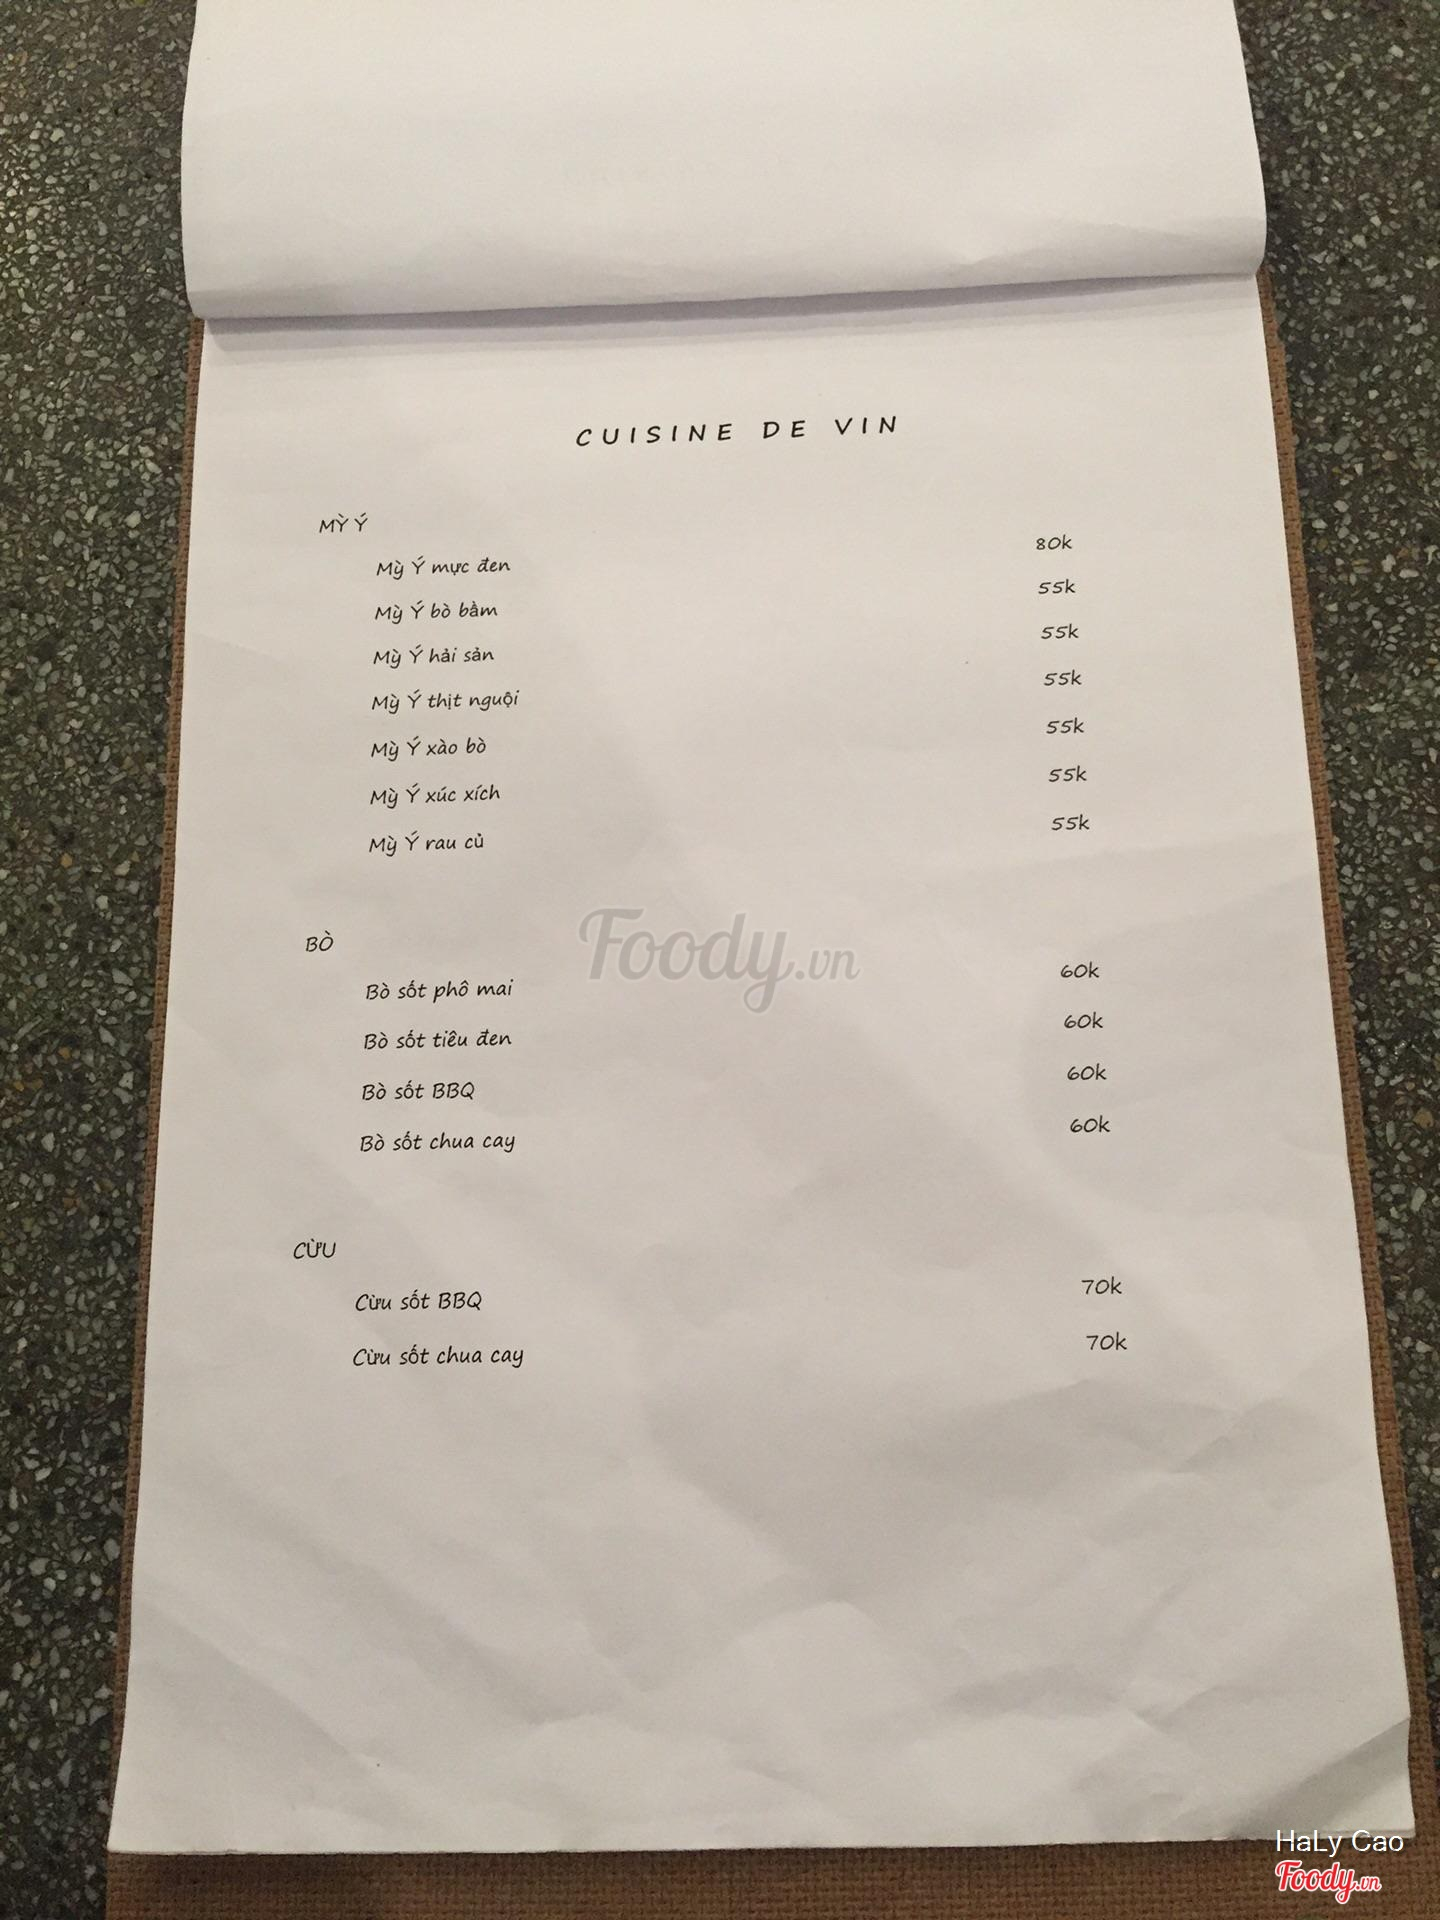 CUISINE DE VIN
MỲ Ý
Mỳ Ý mực đen 80k
Mỳ Ý bò bằm 55k
Mỳ Ý hải sản 55k
Mỳ Ý thịt nguội 55k
Mỳ Ý xào bò 55k
Mỳ Ý xúc xích 55k
Mỳ Ý rau củ 55k
BÒ
Foody.vn
Bò sốt phô mai 60k
Bò sốt tiêu đen 60k
Bò sốt BBQ 60k
Bò sốt chua cay 60k
CỪU
Cừu sốt BBQ 70k
Cừu sốt chua cay 70k
HaLy Cao
Foody.vn